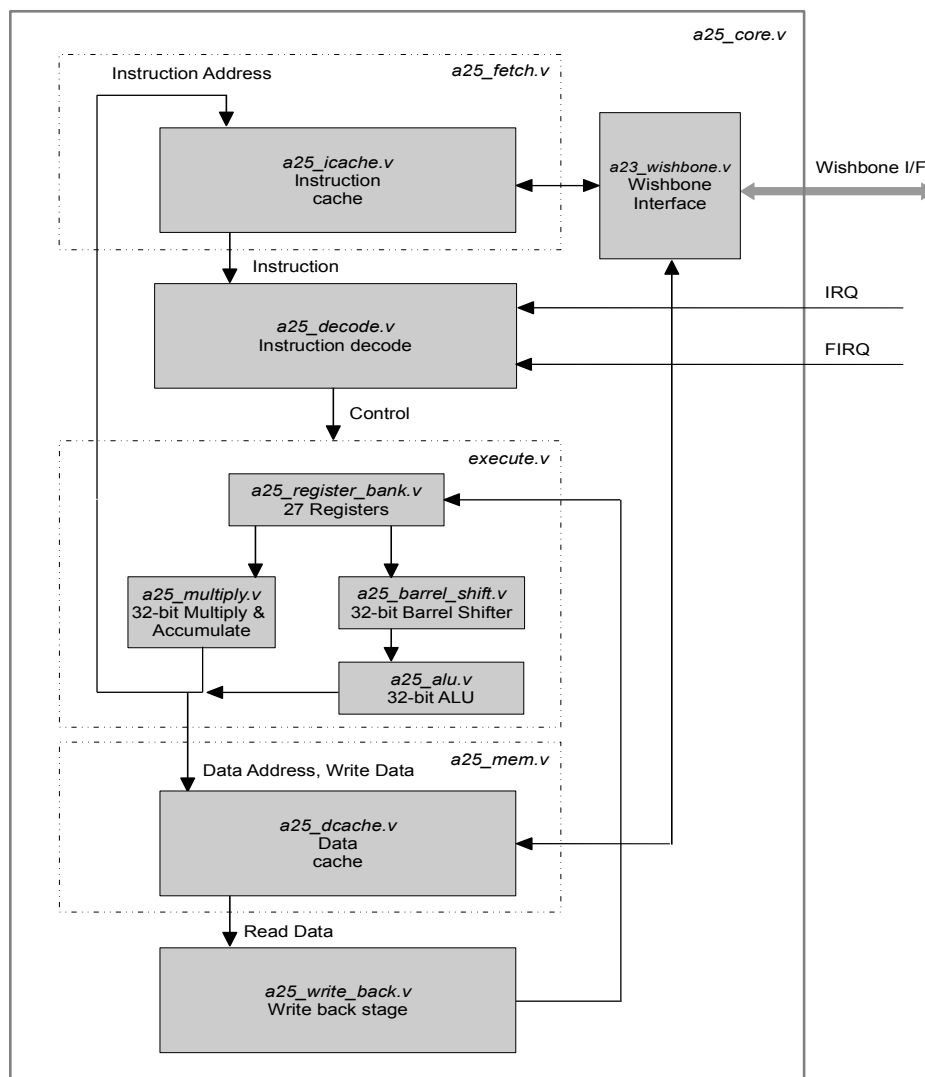 a25_core.v
a25_fetch.v
Instruction Address
a25_icache.v
Instruction
cache
a23_wishbone.v
Wishbone
Interface
Wishbone I/F
Instruction
a25_decode.v
Instruction decode
IRQ
FIRQ
Control
execute.v
a25_register_bank.v
27 Registers
a25_multiply.v
32-bit Multiply &
Accumulate
a25_barrel_shift.v
32-bit Barrel Shifter
a25_alu.v
32-bit ALU
a25_mem.v
Data Address, Write Data
a25_dcache.v
Data
cache
Read Data
a25_write_back.v
Write back stage